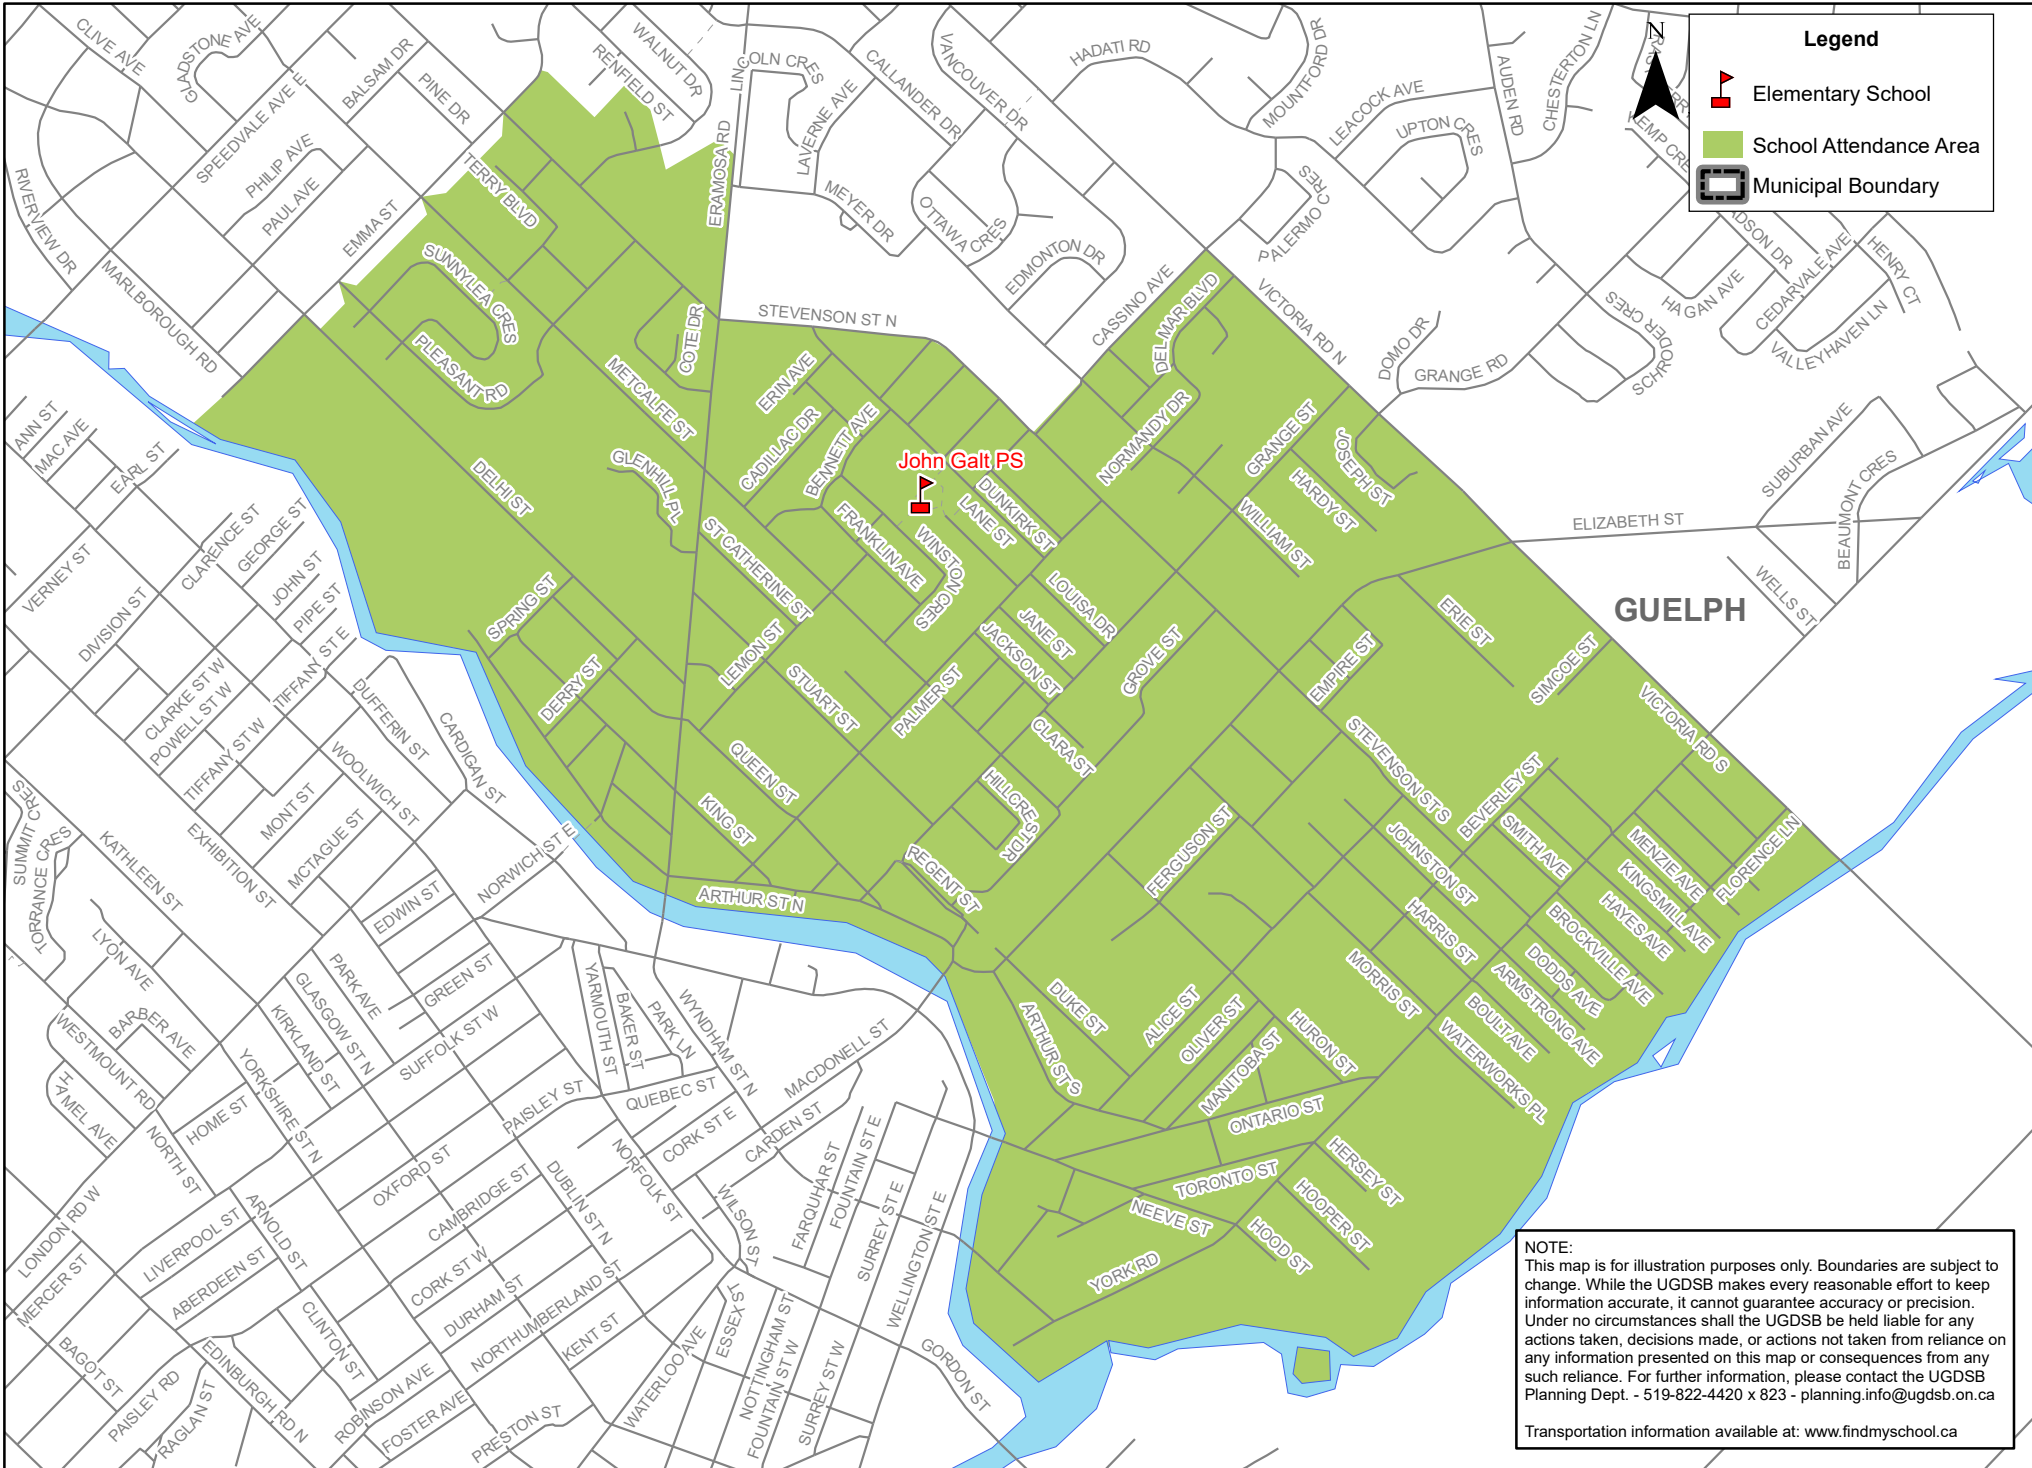 CLIVE AVE
GLADSTONE AVE
SPEEDVALE AVE E
BALSAM DR
PINE DR
PHILIP AVE
PAUL AVE
EMMA ST
RIVERVIEW DR
MARLBOROUGH RD
RENFIELD ST
WALNUT DR
LINCOLN CRES
LAVERNE AVE
CALLANDER DR
VANCOUVER DR
HADATI RD
MOUNTFORD DR
LEACOCK AVE
UPTON CRES
AUDEN RD
CHESTERTON LN
KEMP CRE
N
Legend
Elementary School
School Attendance Area
Municipal Boundary
TERRY BLVD
ERAMOSA RD
MEYER DR
OTTAWA CRES
EDMONTON DR
PALERMO CRES
CASSINO AVE
VICTORIA RD N
DELMAR BLVD
DOMO DR
GRANGE RD
SCHRODER CRES
HAGAN AVE
ADSON DR
CEDARVALE AVE
HENRY CT
VALLEYHAVEN LN
SUNNYLEA CRES
PLEASANT RD
COTE DR
STEVENSON ST N
METCALFE ST
ERIN AVE
CADILLAC DR
BENNETT AVE
John Galt PS
NORMANDY DR
GRANGE ST
JOSEPH ST
HARDY ST
WILLIAM ST
SUBURBAN AVE
BEAUMONT CRES
ELIZABETH ST
WELLS ST
GUELPH
ANN ST
MAC AVE
EARL ST
DELHI ST
GLENHILL PL
ST CATHERINE ST
FRANKLIN AVE
WINSTON CRES
LANE ST
DUNKIRK ST
LOUISA DR
JANE ST
JACKSON ST
GROVE ST
ERIE ST
SIMCOE ST
EMPIRE ST
VICTORIA RD S
VERNEY ST
DIVISION ST
CLARENCE ST
GEORGE ST
JOHN ST
PIPE ST
TIFFANY ST E
CLARKE ST W
POWELL ST W
TIFFANY ST W
DUFFERIN ST
CARDIGAN ST
SPRING ST
DERRY ST
LEMON ST
STUART ST
PALMER ST
CLARA ST
QUEEN ST
KING ST
HILLCREST DR
REGENT ST
STEVENSON ST S
BEVERLEY ST
SMITH AVE
JOHNSTON ST
FERGUSON ST
MENZIE AVE
KINGSMILL AVE
FLORENCE LN
HAYES AVE
BROCKVILLE AVE
DODDS AVE
HARRIS ST
ARMSTRONG AVE
BOULT AVE
MORRIS ST
WATERWORKS PL
SUMMIT CRES
TORRANCE CRES
KATHLEEN ST
MONT ST
WOOLWICH ST
MCTAGUE ST
EXHIBITION ST
NORWICH ST E
EDWIN ST
ARTHUR ST N
LYON AVE
BARBER AVE
WESTMOUNT RD
HAMEL AVE
PARK AVE
GLASGOW ST N
KIRKLAND ST
GREEN ST
SUFFOLK ST W
YARMOUTH ST
BAKER ST
PARK LN
WYNDHAM ST N
MACDONELL ST
QUEBEC ST
PAISLEY ST
CORK ST E
CARDEN ST
DUKE ST
ARTHUR ST S
ALICE ST
OLIVER ST
MANITOBA ST
HURON ST
ONTARIO ST
TORONTO ST
NEEVE ST
YORK RD
HERSEY ST
HOOPER ST
HOOD ST
YORKSHIRE ST N
HOME ST
NORTH ST
LONDON RD W
MERCER ST
LIVERPOOL ST
ABERDEEN ST
ARNOLD ST
OXFORD ST
CAMBRIDGE ST
CORK ST W
DURHAM ST
NORTHUMBERLAND ST
DUBLIN ST N
NORFOLK ST
WILSON ST
FARQUHAR ST
FOUNTAIN ST E
SURREY ST E
WELLINGTON ST E
CLINTON ST
EDINBURGH RD N
BAGOT ST
PAISLEY RD
RAGLAN ST
ROBINSON AVE
FOSTER AVE
PRESTON ST
KENT ST
WATERLOO AVE
ESSEX ST
NOTTINGHAM ST
FOUNTAIN ST W
SURREY ST W
GORDON ST
NOTE:
This map is for illustration purposes only. Boundaries are subject to
change. While the UGDSB makes every reasonable effort to keep
information accurate, it cannot guarantee accuracy or precision.
Under no circumstances shall the UGDSB be held liable for any
actions taken, decisions made, or actions not taken from reliance on
any information presented on this map or consequences from any
such reliance. For further information, please contact the UGDSB
Planning Dept. - 519-822-4420 x 823 - planning.info@ugdsb.on.ca
Transportation information available at: www.findmyschool.ca